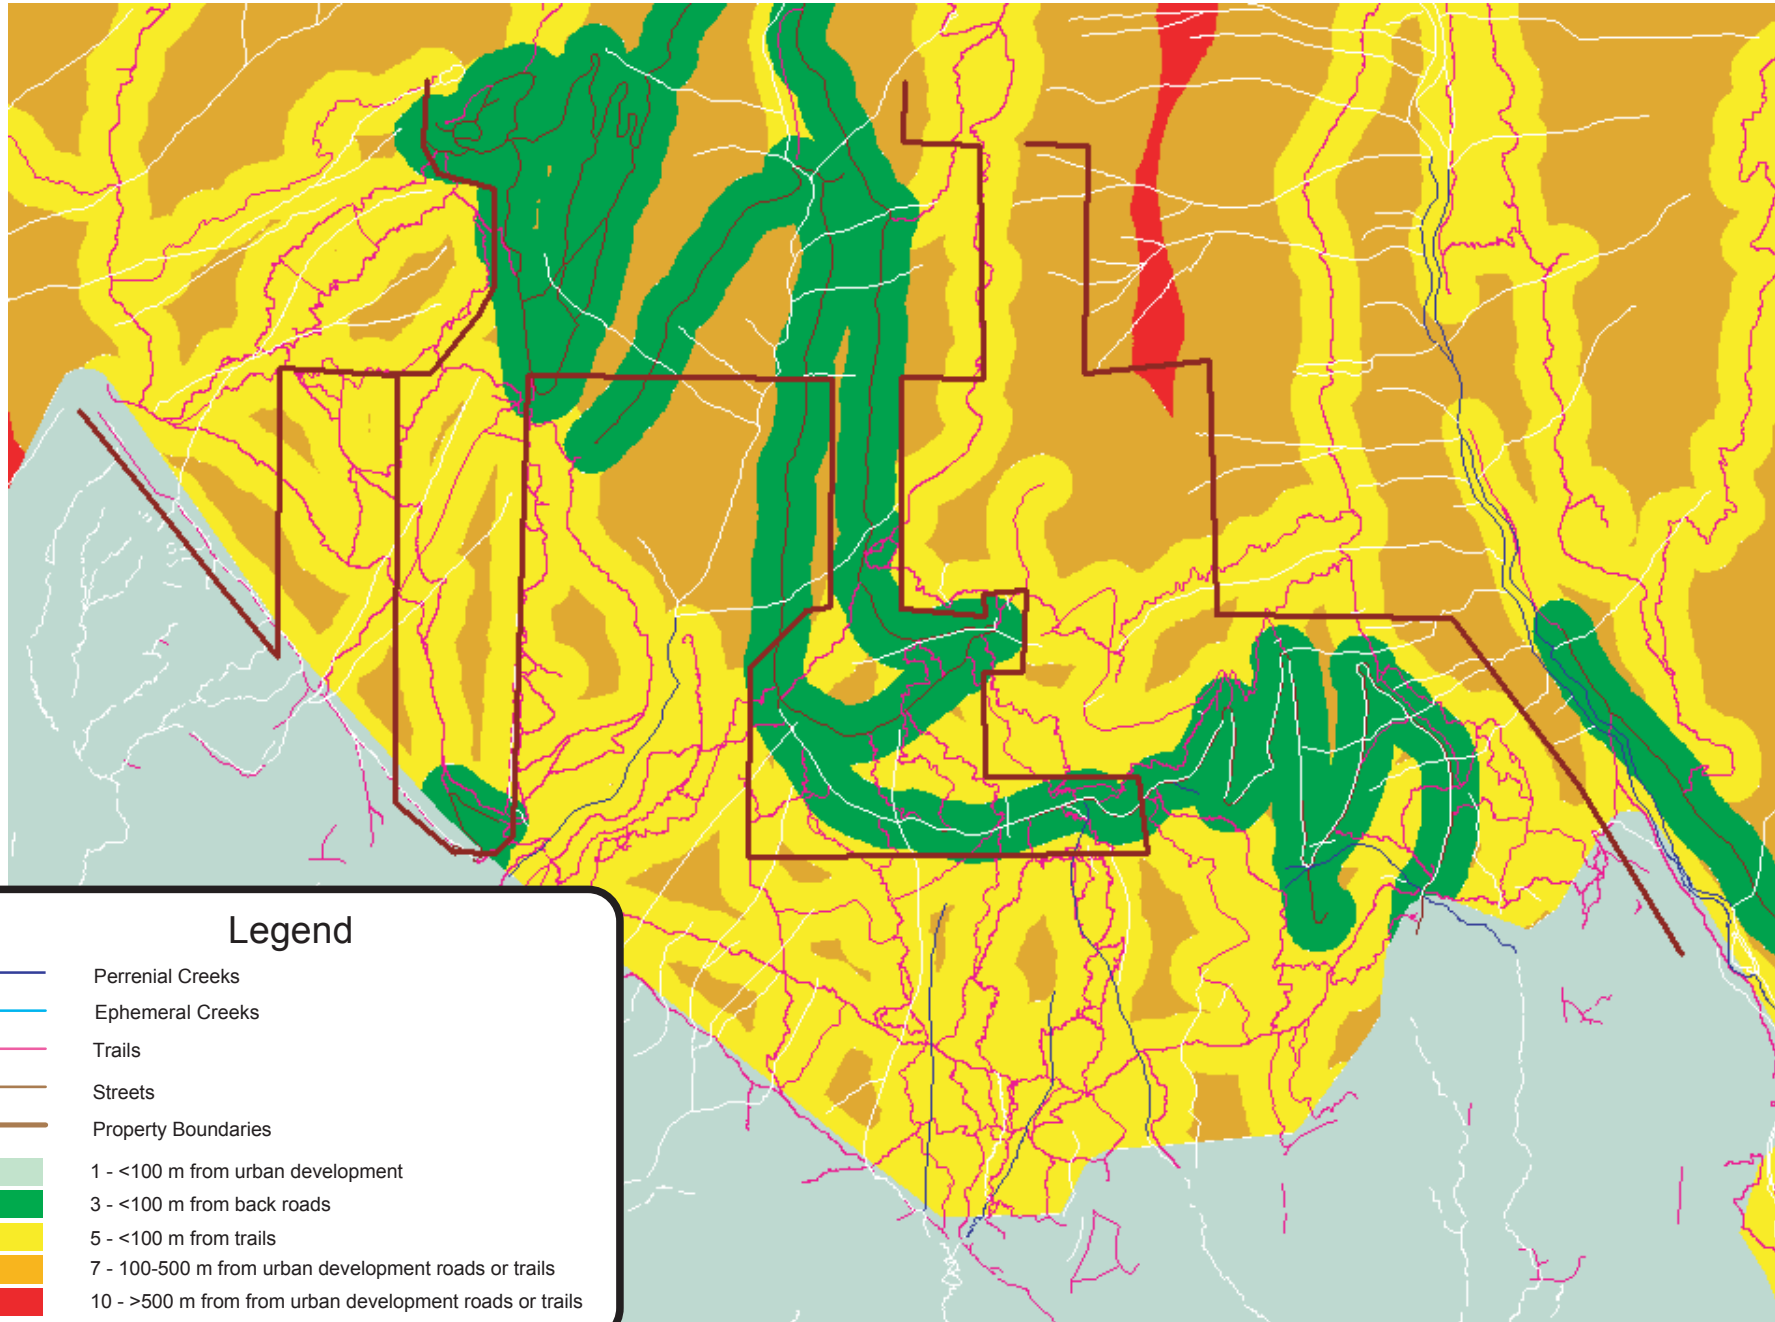 Legend
Perrenial Creeks
Ephemeral Creeks
Trails
Streets
Property Boundaries
1 - <100 m from urban development
3 - <100 m from back roads
5 - <100 m from trails
7 - 100-500 m from urban development roads or trails
10 - >500 m from from urban development roads or trails